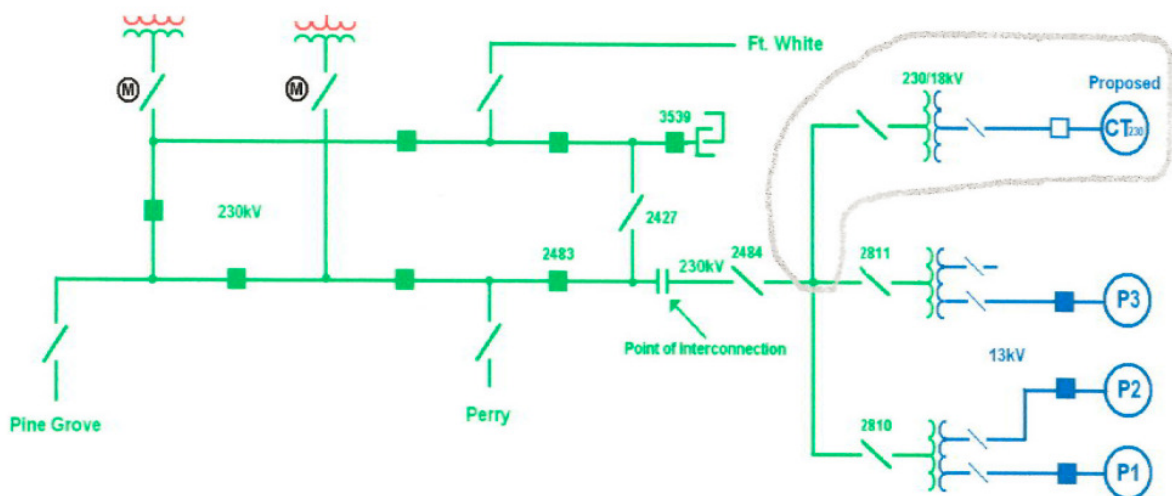 Ft. White
230/18kV
Proposed
M
M
3539
CT230
230kV
2427
2483
230kV
2484
2811
P3
Point of Interconnection
13kV
P2
Pine Grove
Perry
2810
P1